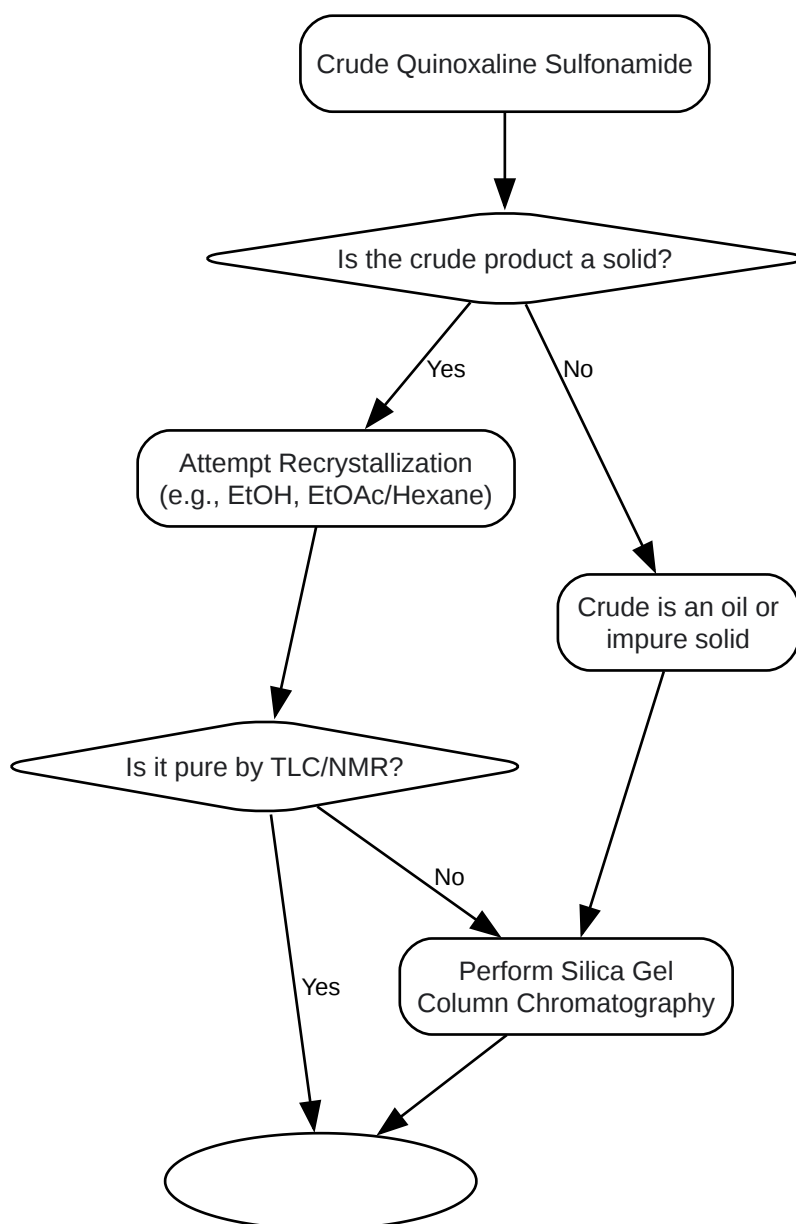 Crude Quinoxaline Sulfonamide
Is the crude product a solid?
Yes
No
Attempt Recrystallization
(e.g., EtOH, EtOAc/Hexane)
Crude is an oil or
impure solid
Is it pure by TLC/NMR?
No
Yes
Perform Silica Gel
Column Chromatography